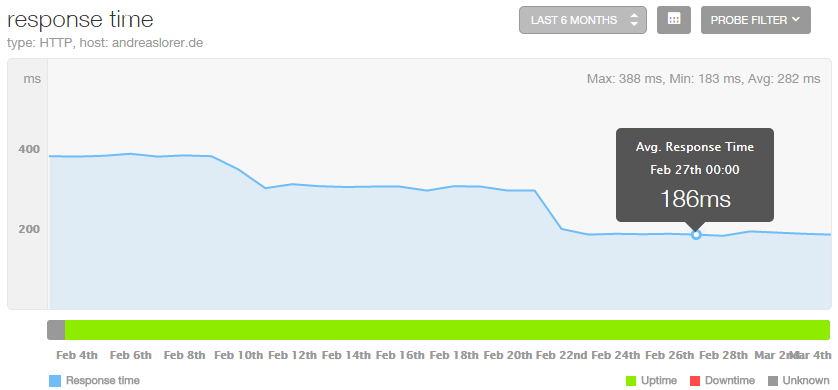 response time
LAST 6 MONTHS
PROBE FILTER
type: HTTP, host: andreaslorer.de
ms
Max: 388 ms, Min: 183 ms, Avg: 282 ms
400
Avg. Response Time
Feb 27th 00:00
186ms
200
Feb 4th Feb 6th Feb 8th Feb 10th Feb 12th Feb 14th Feb 16th Feb 18th Feb 20th Feb 22nd Feb 24th Feb 26th Feb 28th Mar 2nd Mar 4th
Response time
Uptime Downtime Unknown